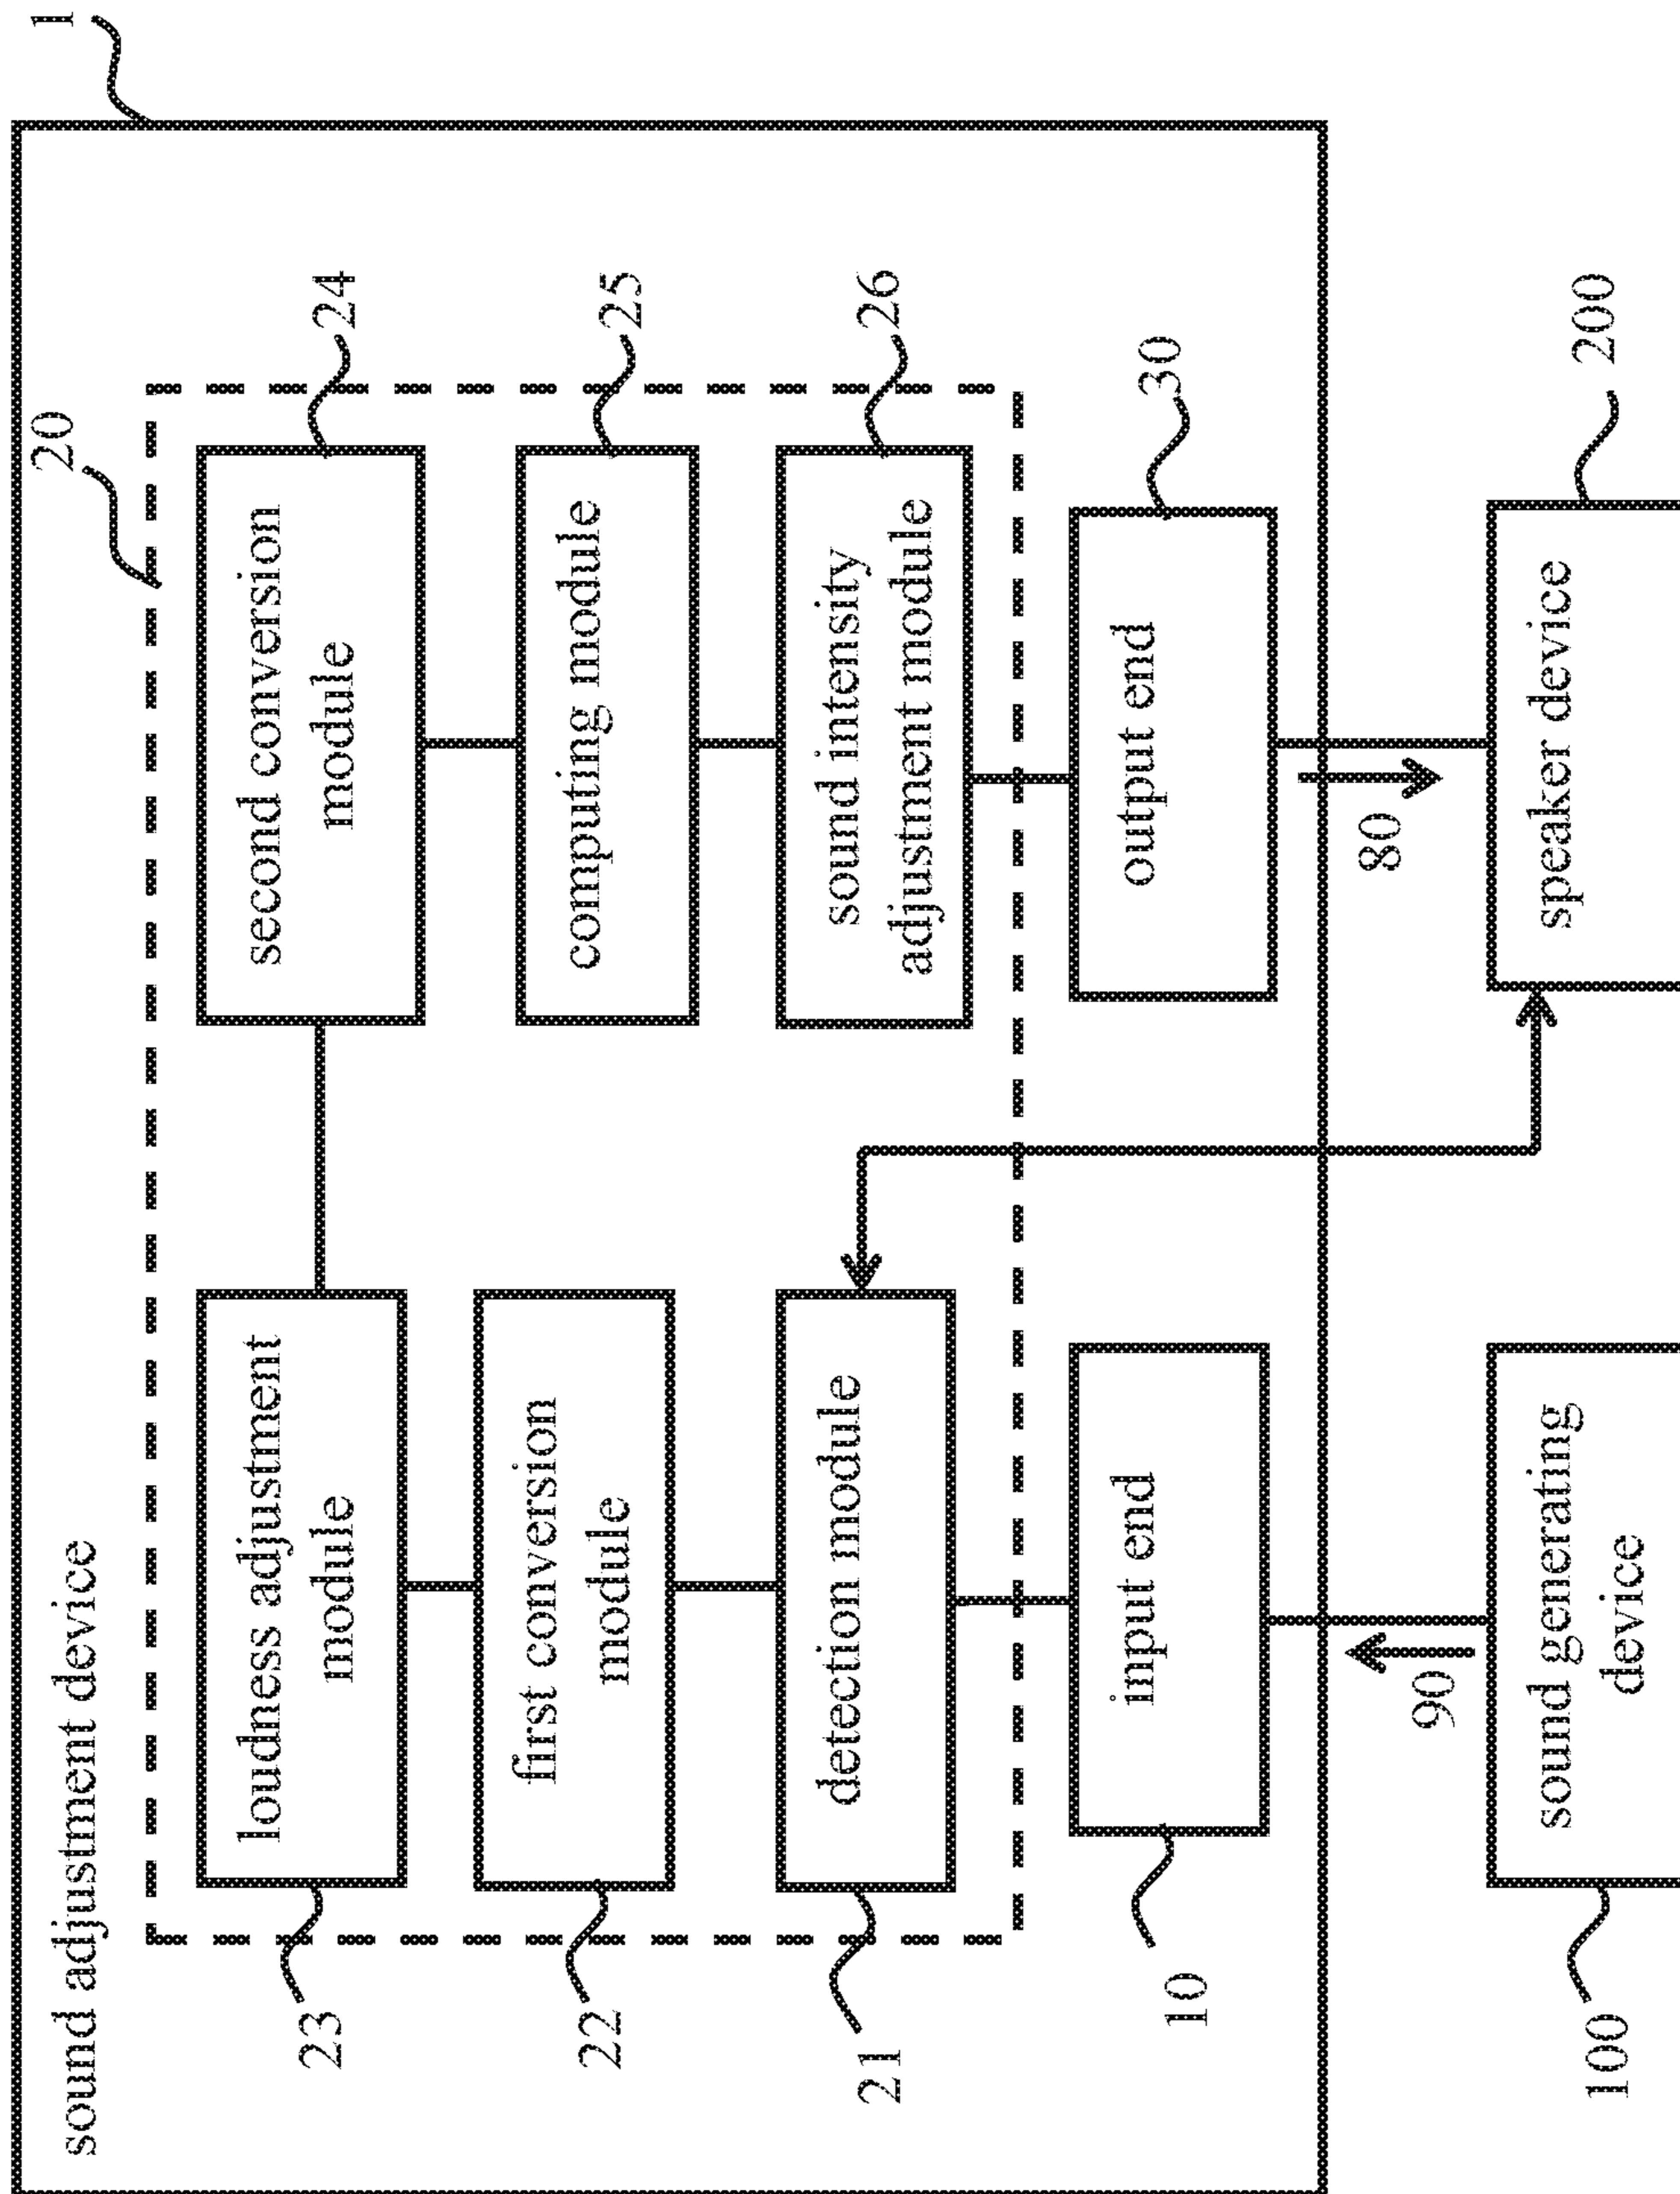 sound adjustment device
1
20
23
loudness adjustment
module
second conversion
module
24
22
first conversion
module
computing module
25
21
detection module
sound intensity
adjustment module
26
10
input end
output end
30
90
80
100
sound generating
device
speaker device
200